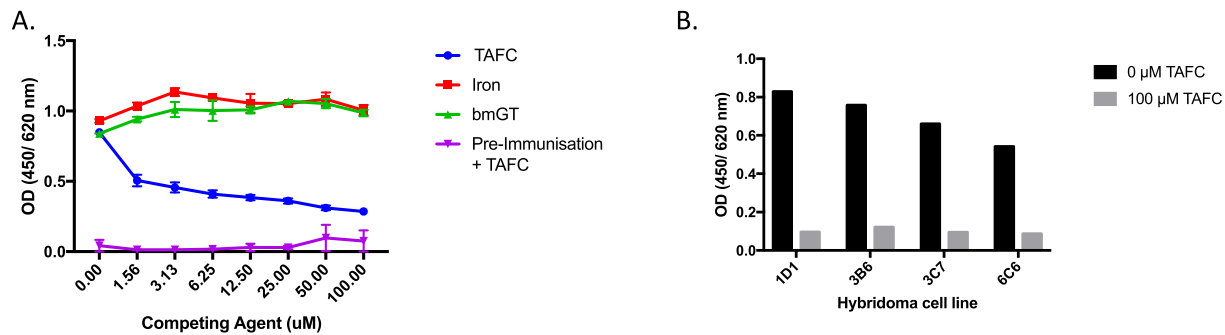 A.
1.5
1.0
0.5
0.0
OD (450/ 620 nm)
0.00
1.56
3.13
6.25
12.50
25.00
50.00
100.00
Competing Agent (uM)
TAFC
Iron
bmGT
Pre-Immunisation
+ TAFC
B.
1.0
0.8
0.6
0.4
0.2
0.0
OD (450/ 620 nm)
1D1
3B6
3C7
6C6
Hybridoma cell line
0 µM TAFC
100 µM TAFC